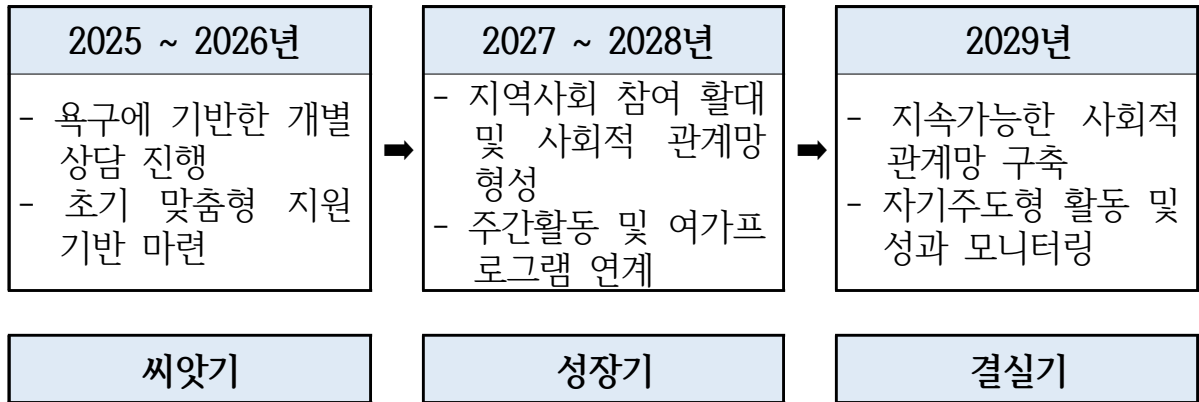 2025 ~ 2026년
- 욕구에 기반한 개별
상담 진행
- 초기 맞춤형 지원
기반 마련
➡
2027 ~ 2028년
- 지역사회 참여 활대
및 사회적 관계망
형성
- 주간활동 및 여가프
로그램 연계
➡
2029년
- 지속가능한 사회적
관계망 구축
- 자기주도형 활동 및
성과 모니터링
씨앗기
성장기
결실기